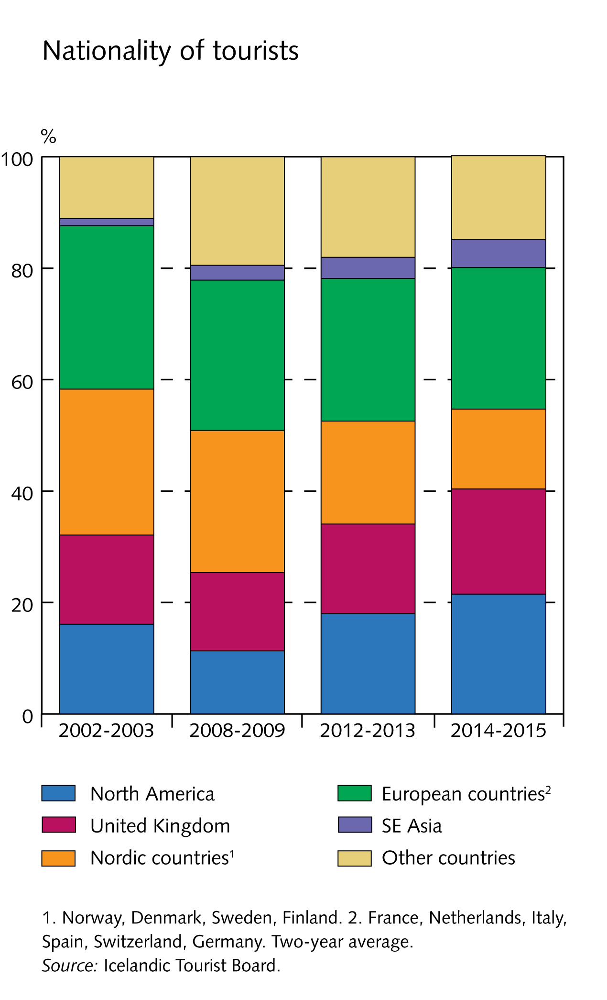 Nationality of tourists
%
100
80
60
40
20
0
2002-2003 2008-2009 2012-2013 2014-2015
North America
United Kingdom
Nordic countries¹
European countries²
SE Asia
Other countries
1. Norway, Denmark, Sweden, Finland. 2. France, Netherlands, Italy,
Spain, Switzerland, Germany. Two-year average.
Source: Icelandic Tourist Board.